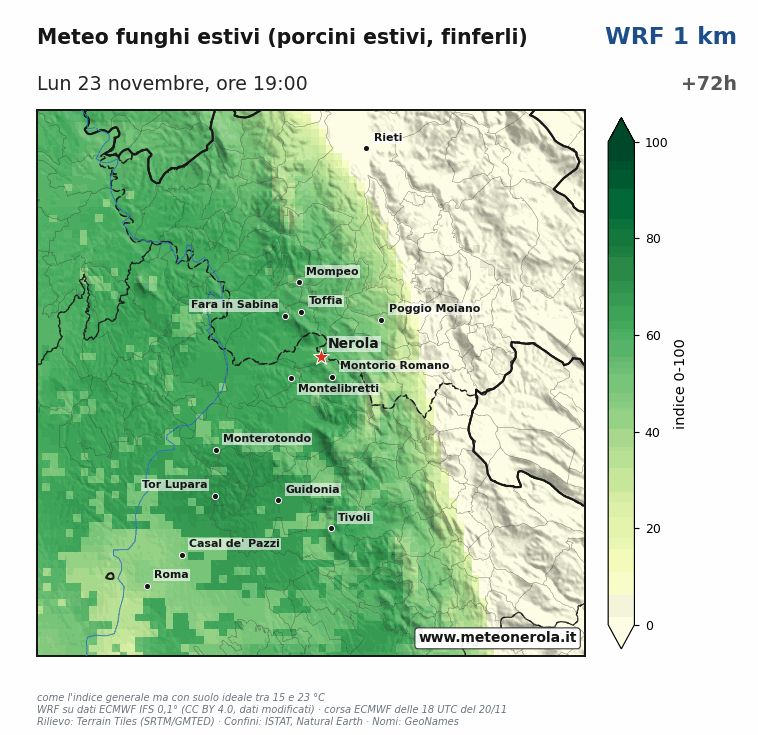 Meteo funghi estivi (porcini estivi, finferli)
WRF 1 km
Lun 23 novembre, ore 19:00
+72h
Rieti
Mompeo
Fara in Sabina
Toffia
Poggio Moiano
Nerola
Montorio Romano
Montelibretti
Monterotondo
Tor Lupara
Guidonia
Tivoli
Casal de' Pazzi
Roma
www.meteonerola.it
100
80
60
40
20
0
indice 0-100
come l'indice generale ma con suolo ideale tra 15 e 23 °C
WRF su dati ECMWF IFS 0,1° (CC BY 4.0, dati modificati) · corsa ECMWF delle 18 UTC del 20/11
Rilievo: Terrain Tiles (SRTM/GMTED) · Confini: ISTAT, Natural Earth · Nomi: GeoNames